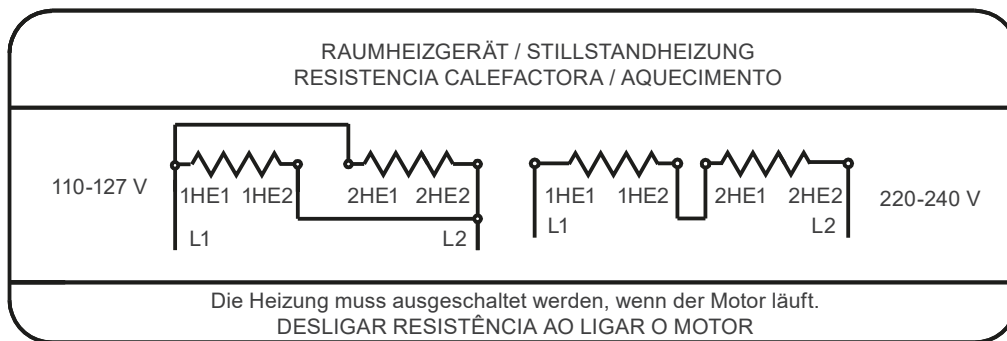 RAUMHEIZGERÄT / STILLSTANDHEIZUNG
RESISTENCIA CALEFACTORA / AQUECIMENTO
110-127 V
1HE1 1HE2 2HE1 2HE2
L1 L2
1HE1 1HE2 2HE1 2HE2
L1 L2
220-240 V
Die Heizung muss ausgeschaltet werden, wenn der Motor läuft.
DESLIGAR RESISTÊNCIA AO LIGAR O MOTOR